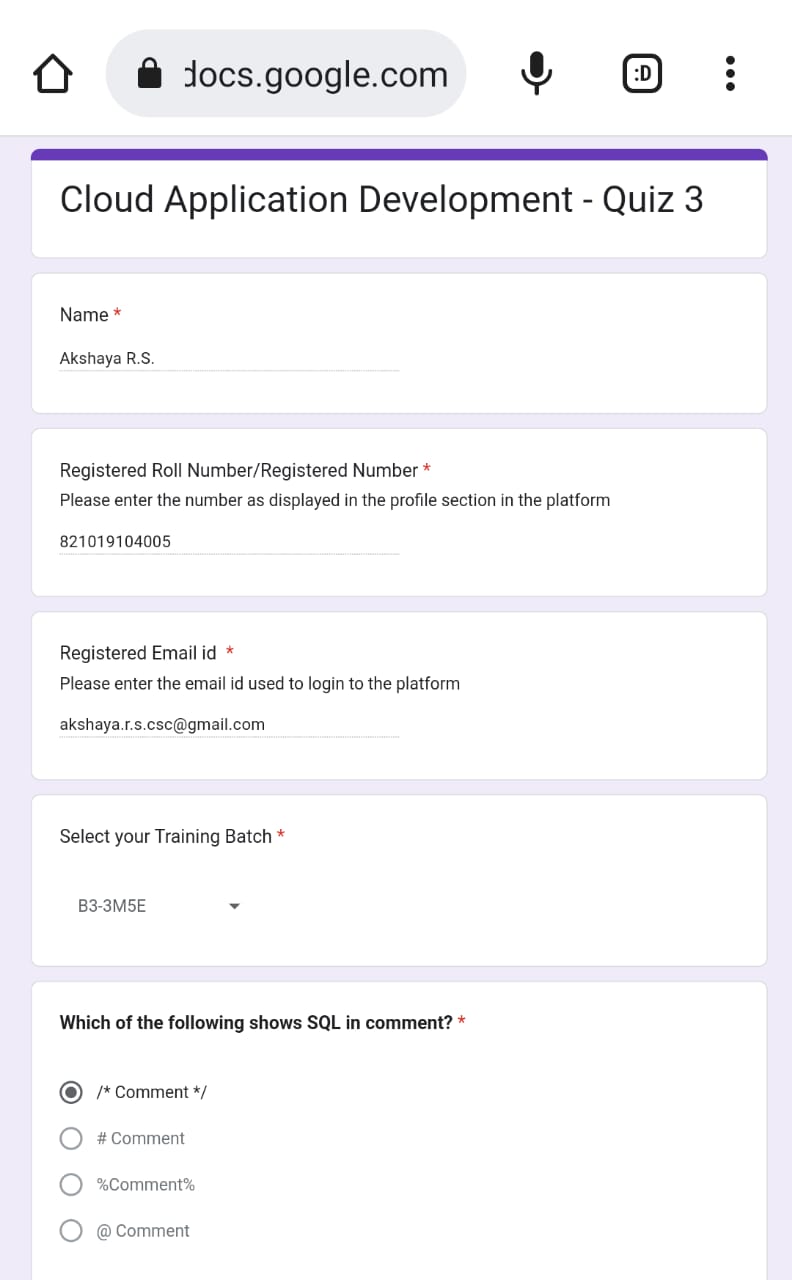 docs.google.com
:D
Cloud Application Development - Quiz 3
Name *
Akshaya R.S.
Registered Roll Number/Registered Number *
Please enter the number as displayed in the profile section in the platform
821019104005
Registered Email id *
Please enter the email id used to login to the platform
akshaya.r.s.csc@gmail.com
Select your Training Batch *
B3-3M5E
Which of the following shows SQL in comment? *
/* Comment */
# Comment
%Comment%
@ Comment